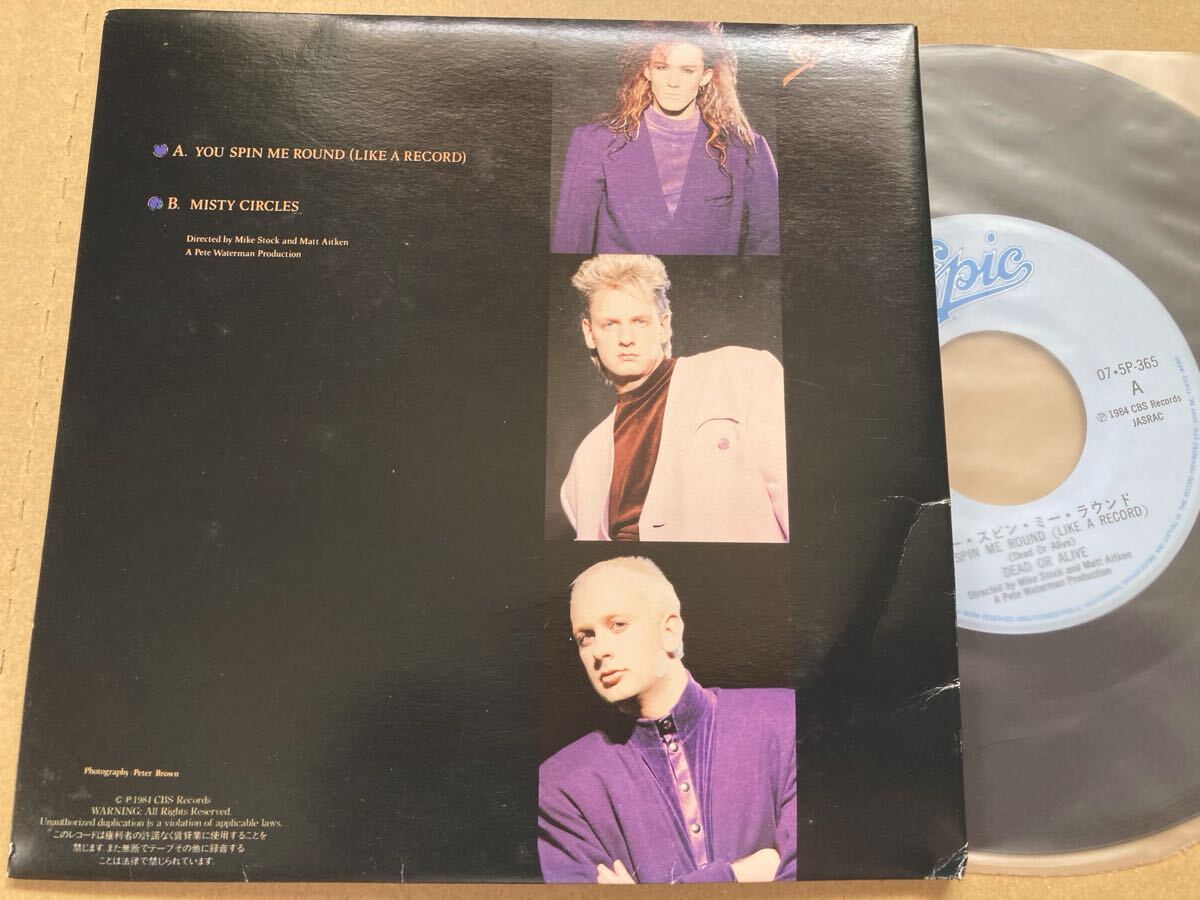 Epic
A. YOU SPIN ME ROUND (LIKE A RECORD)
B. MISTY CIRCLES
Directed by Mike Stock and Matt Aitken
A Pete Waterman Production
Photography: Peter Brown
© ℗ 1984 CBS Records
WARNING: All Rights Reserved.
Unauthorized duplication is a violation of applicable laws.
このレコードは権利者の許諾なく賃貸業に使用することを
禁じます。また無断でテープその他に録音する
ことは法律で禁じられています。
Epic
07・5P-365
A
℗ 1984 CBS Records
JASRAC
ー・スピン・ミー・ラウンド
SPIN ME ROUND (LIKE A RECORD)
(Dead Or Alive)
DEAD OR ALIVE
Directed by Mike Stock and Matt Aitken
A Pete Waterman Production